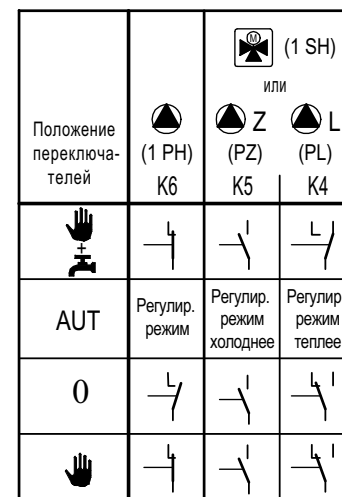 M (1 SH)
или
Z L
Положение
переключа-
телей
(1 PH) (PZ) (PL)
K6 K5 K4
+
AUT
Регулир.
режим
Регулир.
режим
холоднее
Регулир
режим
теплее
0